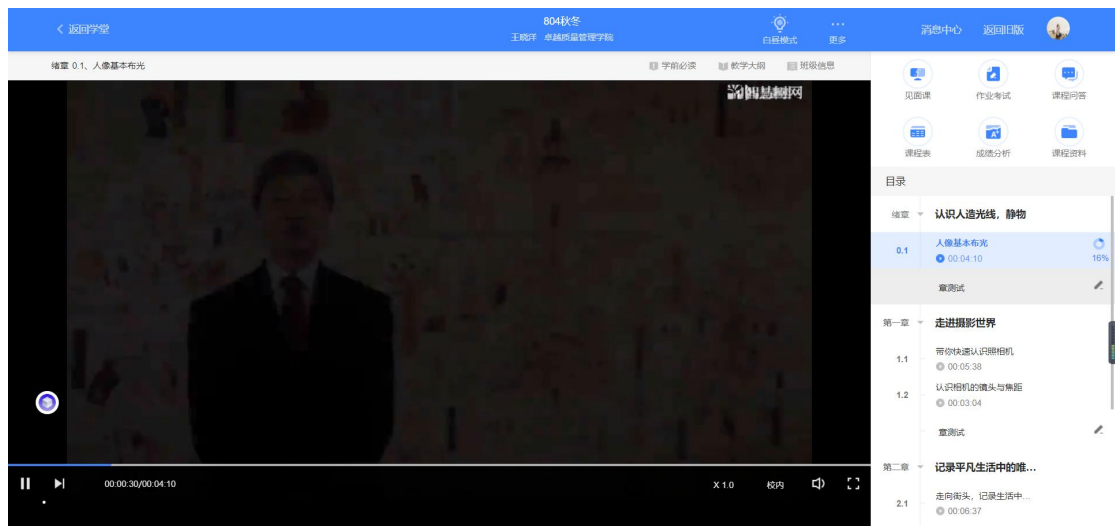 返回学堂
804秋冬
王晓洋 卓越质量管理学院
白昼模式
更多
消息中心
返回旧版
绪章 0.1、人像基本布光
学前必读
教学大纲
班级信息
智慧树网
见面课
作业考试
课程问答
课程表
成绩分析
课程资料
目录
绪章
认识人造光线，静物
0.1
人像基本布光
00:04:10
16%
章测试
第一章
走进摄影世界
1.1
带你快速认识照相机
00:05:38
1.2
认识相机的镜头与焦距
00:03:04
章测试
第二章
记录平凡生活中的唯...
2.1
走向街头，记录生活中...
00:06:37
00:00:30/00:04:10
X 1.0
校内